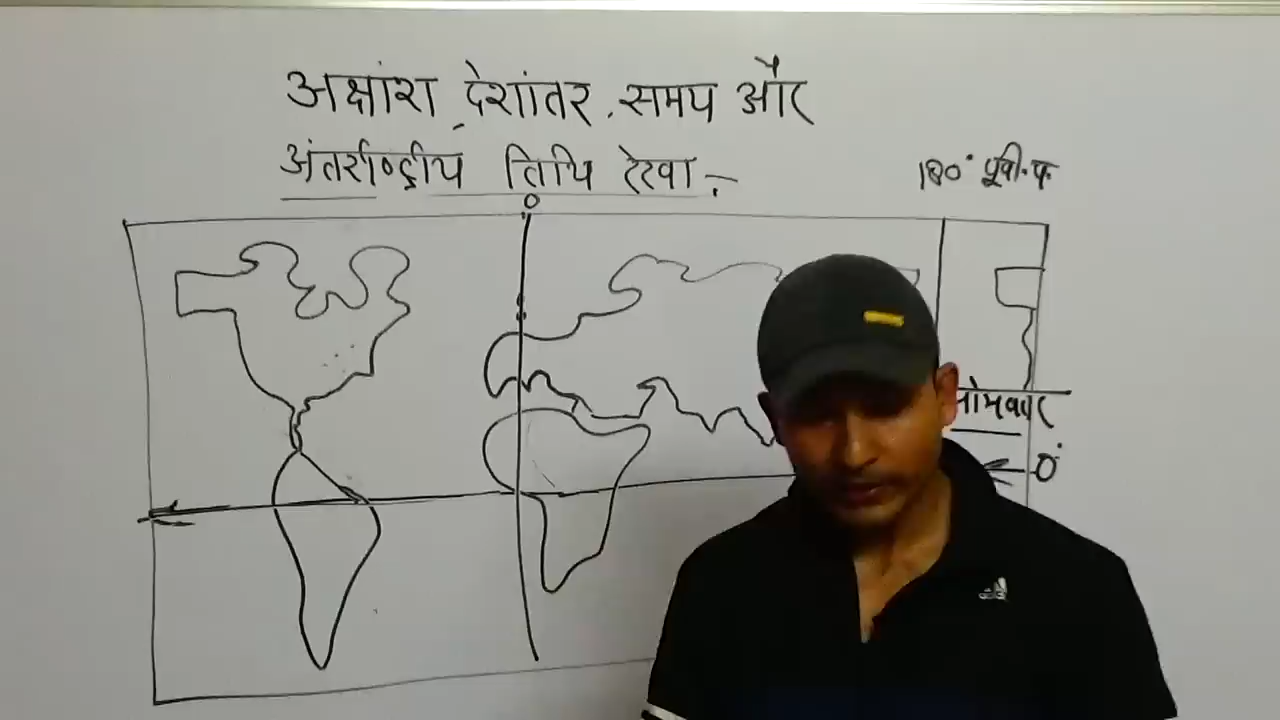 अक्षांश, देशांतर, समय और
अंतर्राष्ट्रीय तिथि रेखा :-
180° पूर्वी.प.
0
सोमवार
0°